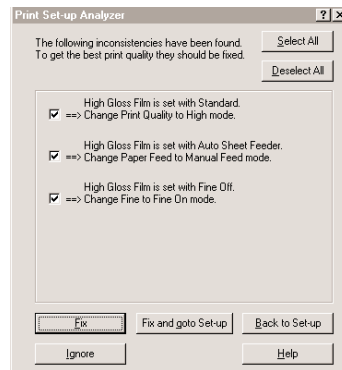 Print Set-up Analyzer
The following inconsistencies have been found.
To get the best print quality they should be fixed.
Select All
Deselect All
High Gloss Film is set with Standard.
==> Change Print Quality to High mode.
High Gloss Film is set with Auto Sheet Feeder.
==> Change Paper Feed to Manual Feed mode.
High Gloss Film is set with Fine Off.
==> Change Fine to Fine On mode.
Fix
Fix and goto Set-up
Back to Set-up
Ignore
Help